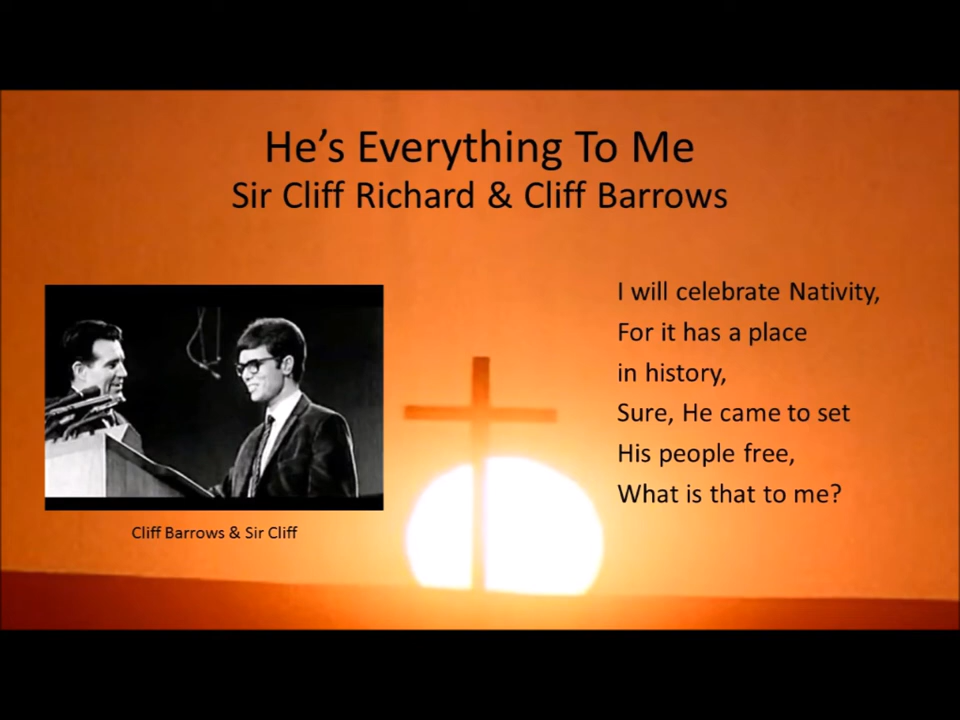 He’s Everything To Me
Sir Cliff Richard & Cliff Barrows
I will celebrate Nativity,
For it has a place
in history,
Sure, He came to set
His people free,
What is that to me?
Cliff Barrows & Sir Cliff